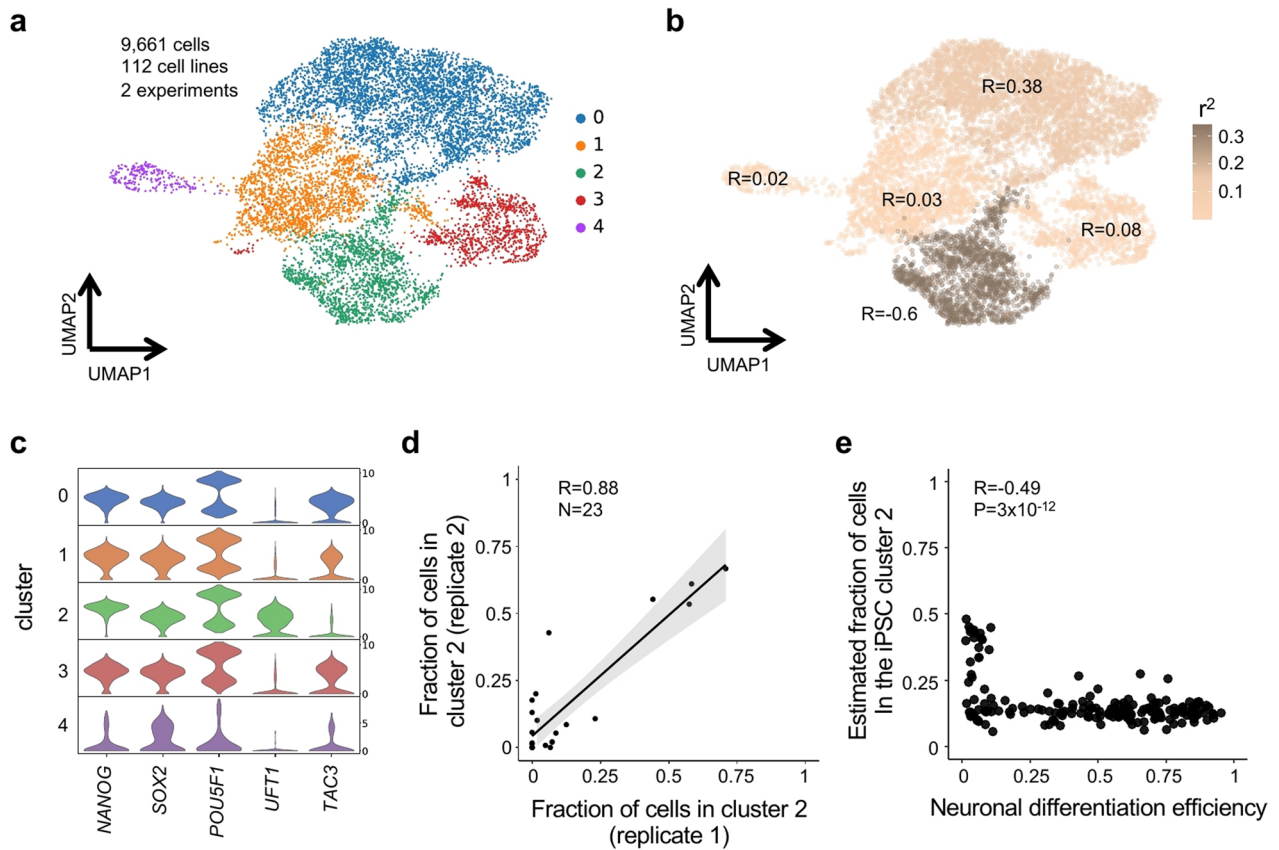 a
9,661 cells
112 cell lines
2 experiments
0
1
2
3
4
UMAP2
UMAP1
b
R=0.38
R=0.02
R=0.03
R=0.08
R=-0.6
r²
0.3
0.2
0.1
UMAP2
UMAP1
c
cluster
0
1
2
3
4
10
0
10
0
10
0
10
0
5
0
NANOG
SOX2
POU5F1
UFT1
TAC3
d
R=0.88
N=23
Fraction of cells in
cluster 2 (replicate 2)
1
0.75
0.5
0.25
0
0
0.25
0.5
0.75
1
Fraction of cells in cluster 2
(replicate 1)
e
R=-0.49
P=3x10⁻¹²
Estimated fraction of cells
In the iPSC cluster 2
1
0.75
0.5
0.25
0
0
0.25
0.5
0.75
1
Neuronal differentiation efficiency